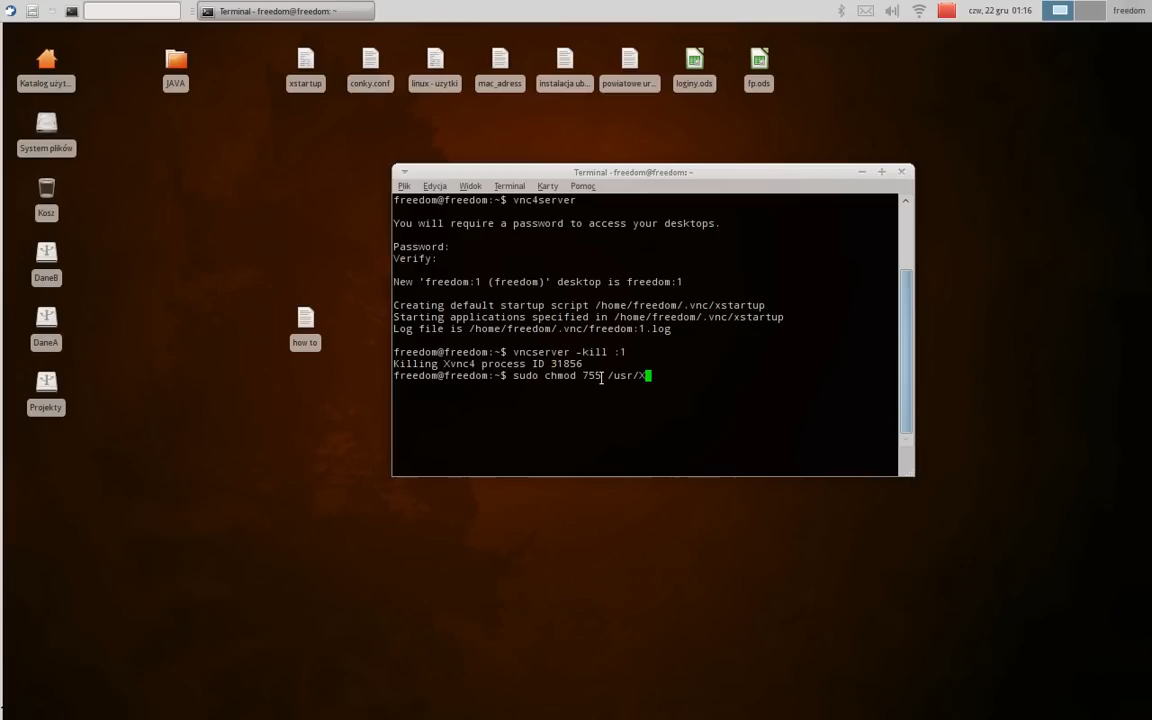 Terminal - freedom@freedom: ~
czw, 22 gru 01:16
freedom
Katalog użyt...
JAVA
xstartup
conky.conf
linux - uzytki
mac_adress
instalacja ub...
powiatowe ur...
loginy.ods
fp.ods
System plików
Kosz
DaneB
DaneA
how to
Projekty
Terminal - freedom@freedom: ~
Plik Edycja Widok Terminal Karty Pomoc
freedom@freedom:~$ vnc4server
You will require a password to access your desktops.
Password:
Verify:
New 'freedom:1 (freedom)' desktop is freedom:1
Creating default startup script /home/freedom/.vnc/xstartup
Starting applications specified in /home/freedom/.vnc/xstartup
Log file is /home/freedom/.vnc/freedom:1.log
freedom@freedom:~$ vncserver -kill :1
Killing Xvnc4 process ID 31856
freedom@freedom:~$ sudo chmod 755 /usr/X